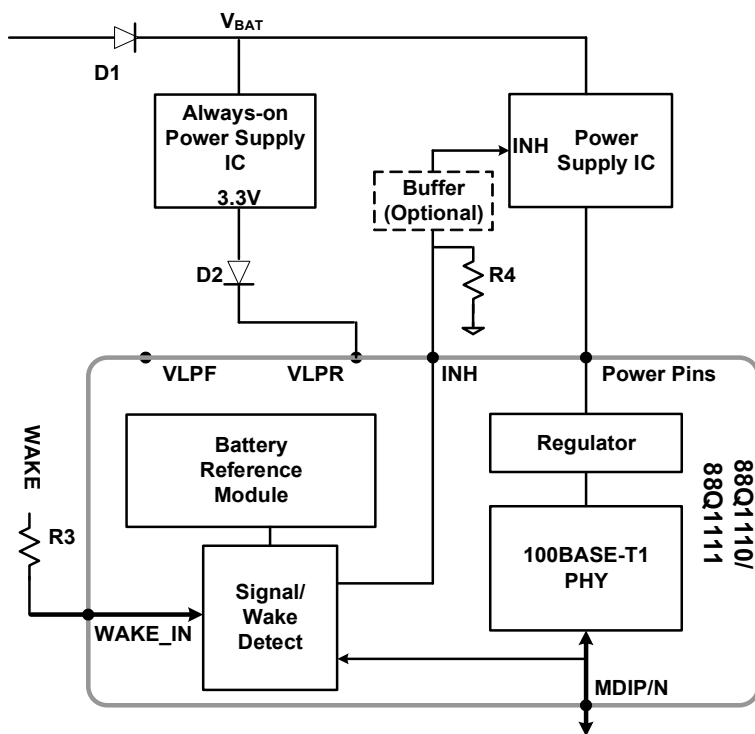 VBAT
D1
Always-on
Power Supply
IC
3.3V
INH
Power
Supply IC
Buffer
(Optional)
D2
R4
VLPF
VLPR
INH
Power Pins
WAKE
R3
Battery
Reference
Module
Regulator
88Q1110/
88Q1111
100BASE-T1
PHY
Signal/
Wake
Detect
WAKE_IN
MDIP/N